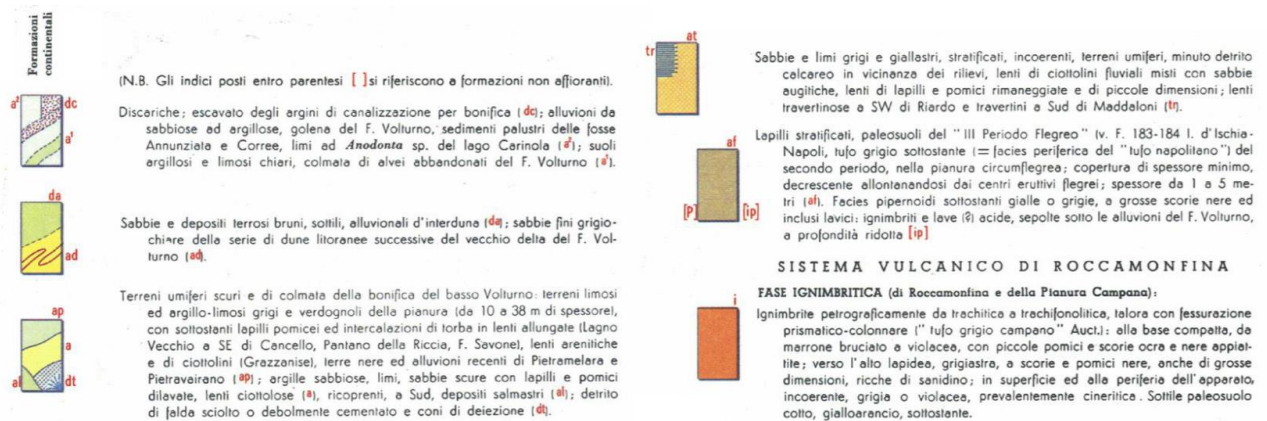 Formazioni
continentali
(N.B. Gli indici posti entro parentesi [ ] si riferiscono a formazioni non affioranti).
a² dc
a¹
Discariche; escavato degli argini di canalizzazione per bonifica (dc); alluvioni da
sabbiose ad argillose, golena del F. Volturno, sedimenti palustri delle fosse
Annunziata e Corree, limi ad Anodonta sp. del lago Carinola (a²); suoli
argillosi e limosi chiari, colmata di alvei abbandonati del F. Volturno (a¹).
da
ad
Sabbie e depositi terrosi bruni, sottili, alluvionali d'interduna (da); sabbie fini grigio-
chiare della serie di dune litoranee successive del vecchio delta del F. Vol-
turno (ad).
ap
a
al dt
Terreni umiferi scuri e di colmata della bonifica del basso Volturno: terreni limosi
ed argillo-limosi grigi e verdognoli della pianura (da 10 a 38 m di spessore),
con sottostanti lapilli pomicei ed intercalazioni di torba in lenti allungate (Lagno
Vecchio a SE di Cancello, Pantano della Riccia, F. Savone), lenti arenitiche
e di ciottolini (Grazzanise), terre nere ed alluvioni recenti di Pietramelara e
Pietravairano (ap); argille sabbiose, limi, sabbie scure con lapilli e pomici
dilavate, lenti ciottolose (a), ricoprenti, a Sud, depositi salmastri (al); detrito
di falda sciolto o debolmente cementato e coni di deiezione (dt).
at
tr
Sabbie e limi grigi e giallastri, stratificati, incoerenti, terreni umiferi, minuto detrito
calcareo in vicinanza dei rilievi, lenti di ciottolini fluviali misti con sabbie
augitiche, lenti di lapilli e pomici rimaneggiate e di piccole dimensioni; lenti
travertinose a SW di Riardo e travertini a Sud di Maddaloni (tr).
af
[P] [ip]
Lapilli stratificati, paleosuoli del "III Periodo Flegreo" (v. F. 183-184 I. d'Ischia-
Napoli, tufo grigio sottostante (= facies periferica del "tufo napolitano") del
secondo periodo, nella pianura circumflegrea; copertura di spessore minimo,
decrescente allontanandosi dai centri eruttivi flegrei; spessore da 1 a 5 me-
tri (af). Facies pipernoidi sottostanti gialle o grigie, a grosse scorie nere ed
inclusi lavici: ignimbriti e lave (?) acide, sepolte sotto le alluvioni del F. Volturno,
a profondità ridotta [ip]
SISTEMA VULCANICO DI ROCCAMONFINA
FASE IGNIMBRITICA (di Roccamonfina e della Pianura Campana):
i
Ignimbrite petrograficamente da trachitica a trachifonolitica, talora con fessurazione
prismatico-colonnare ("tufo grigio campano" Auct.): alla base compatta, da
marrone bruciato a violacea, con piccole pomici e scorie ocra e nere appiat-
tite; verso l'alto lapidea, grigiastra, a scorie e pomici nere, anche di grosse
dimensioni, ricche di sanidino; in superficie ed alla periferia dell'apparato,
incoerente, grigia o violacea, prevalentemente cineritica. Sottile paleosuolo
cotto, gialloarancio, sottostante.